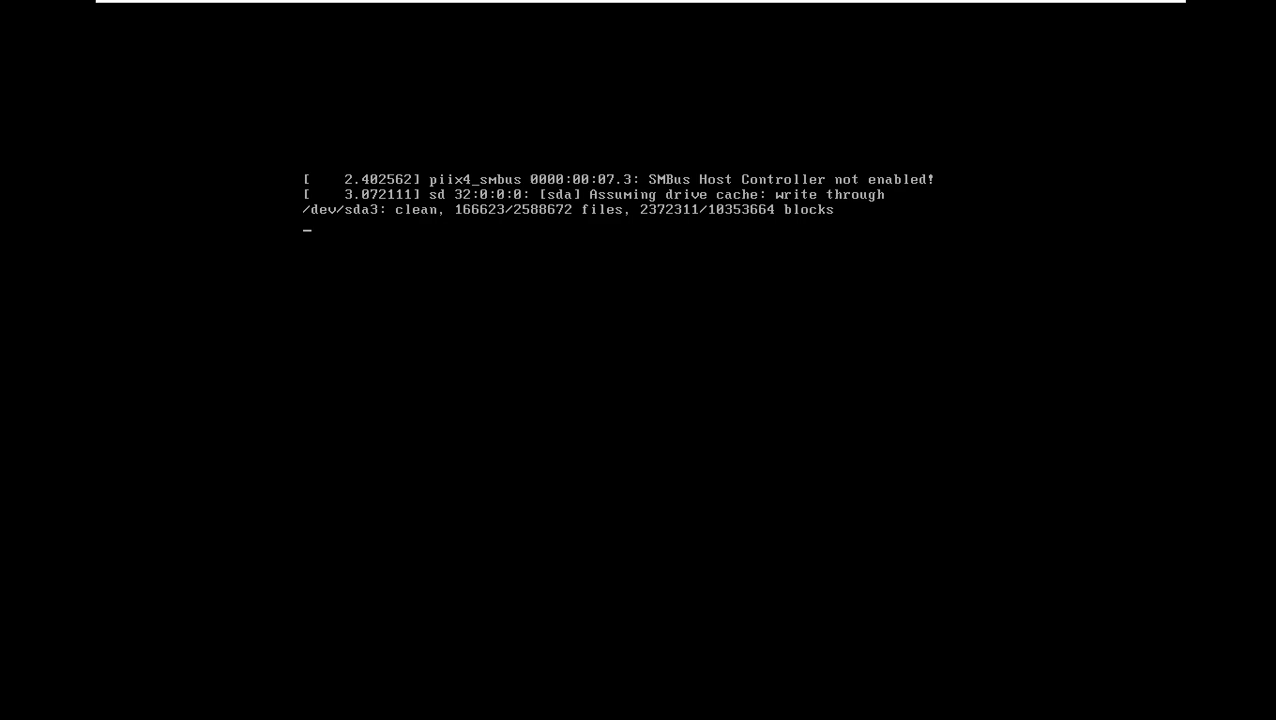 [    2.402562] piix4_smbus 0000:00:07.3: SMBus Host Controller not enabled!
[    3.072111] sd 32:0:0:0: [sda] Assuming drive cache: write through
/dev/sda3: clean, 166623/2588672 files, 2372311/10353664 blocks
_